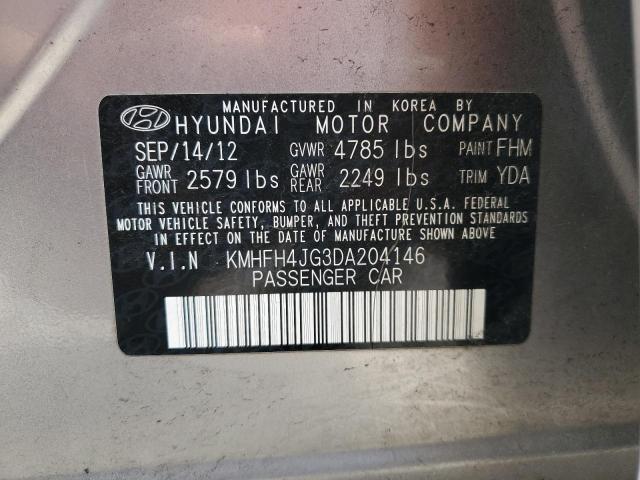 MANUFACTURED IN KOREA BY
HYUNDAI MOTOR COMPANY
SEP/14/12 GVWR 4785 lbs PAINT FHM
GAWR FRONT 2579 lbs GAWR REAR 2249 lbs TRIM YDA
THIS VEHICLE CONFORMS TO ALL APPLICABLE U.S.A. FEDERAL
MOTOR VEHICLE SAFETY, BUMPER, AND THEFT PREVENTION STANDARDS
IN EFFECT ON THE DATE OF MANUFACTURE SHOWN ABOVE.
V.I.N KMHFH4JG3DA204146
PASSENGER CAR